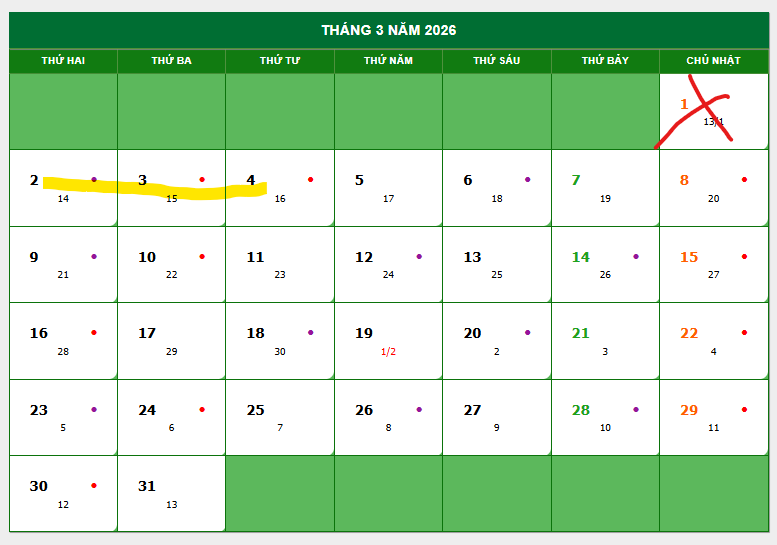 THÁNG 3 NĂM 2026
THỨ HAI THỨ BA THỨ TƯ THỨ NĂM THỨ SÁU THỨ BẢY CHỦ NHẬT
1
13/1
2 3 4 5 6 7 8
14 15 16 17 18 19 20
9 10 11 12 13 14 15
21 22 23 24 25 26 27
16 17 18 19 20 21 22
28 29 30 1/2 2 3 4
23 24 25 26 27 28 29
5 6 7 8 9 10 11
30 31
12 13